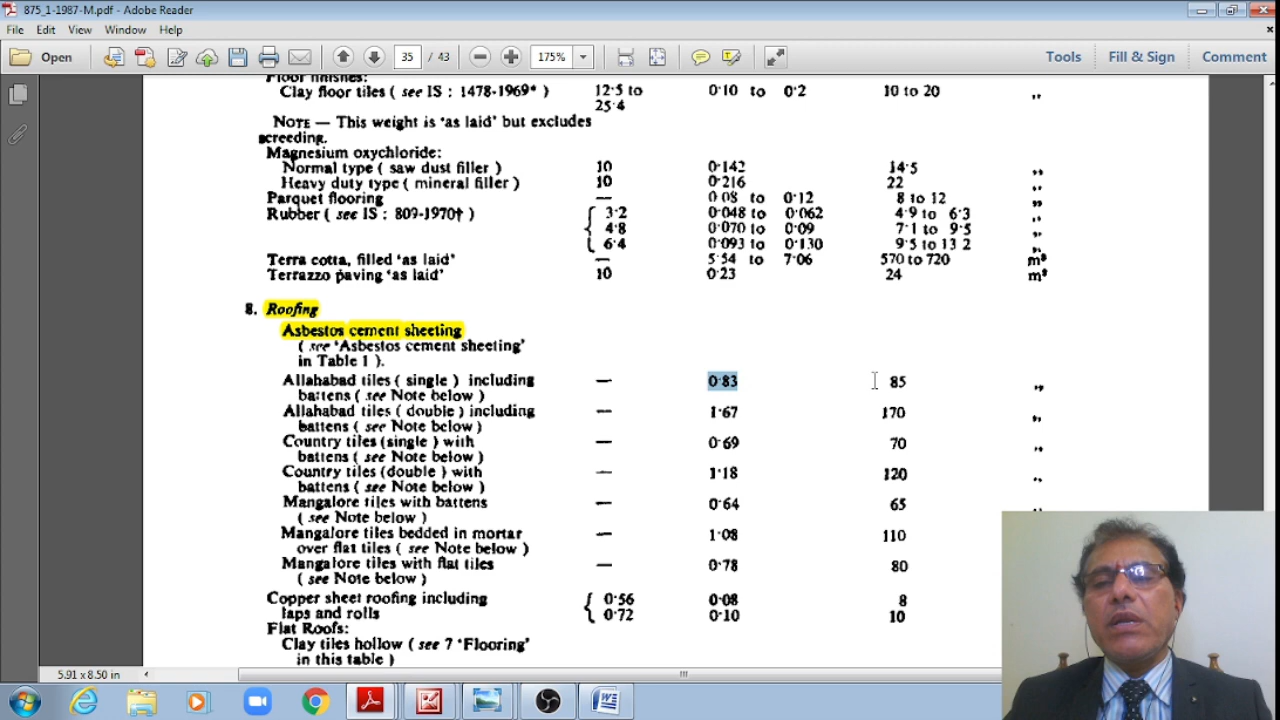 875_1-1987-M.pdf - Adobe Reader
File Edit View Window Help
Open 35 / 43 175% Tools Fill & Sign Comment
Floor finishes:
Clay floor tiles ( see IS : 1478-1969* ) 12·5 to 0·10 to 0·2 10 to 20 ,,
25·4
NOTE — This weight is ‘as laid’ but excludes
screeding.
Magnesium oxychloride:
Normal type ( saw dust filler ) 10 0·142 14·5 ,,
Heavy duty type ( mineral filler ) 10 0·216 22 ,,
Parquet flooring — 0·08 to 0·12 8 to 12 ,,
Rubber ( see IS : 809-1970† ) { 3·2 0·048 to 0·062 4·9 to 6·3 ,,
4·8 0·070 to 0·09 7·1 to 9·5 ,,
6·4 0·093 to 0·130 9·5 to 13 2 ,,
Terra cotta, filled ‘as laid’ — 5·54 to 7·06 570 to 720 m³
Terrazzo paving ‘as laid’ 10 0·23 24 m²
8. Roofing
Asbestos cement sheeting
( see ‘Asbestos cement sheeting’
in Table 1 ).
Allahabad tiles ( single ) including — 0·83 85 ,,
battens ( see Note below )
Allahabad tiles ( double ) including — 1·67 170 ,,
battens ( see Note below )
Country tiles (single ) with — 0·69 70 ,,
battens ( see Note below )
Country tiles (double ) with — 1·18 120 ,,
battens ( see Note below )
Mangalore tiles with battens — 0·64 65 ,,
( see Note below )
Mangalore tiles bedded in mortar — 1·08 110
over flat tiles ( see Note below )
Mangalore tiles with flat tiles — 0·78 80
( see Note below )
Copper sheet roofing including { 0·56 0·08 8
laps and rolls 0·72 0·10 10
Flat Roofs:
Clay tiles hollow ( see 7 ‘Flooring’
in this table )
5.91 x 8.50 in